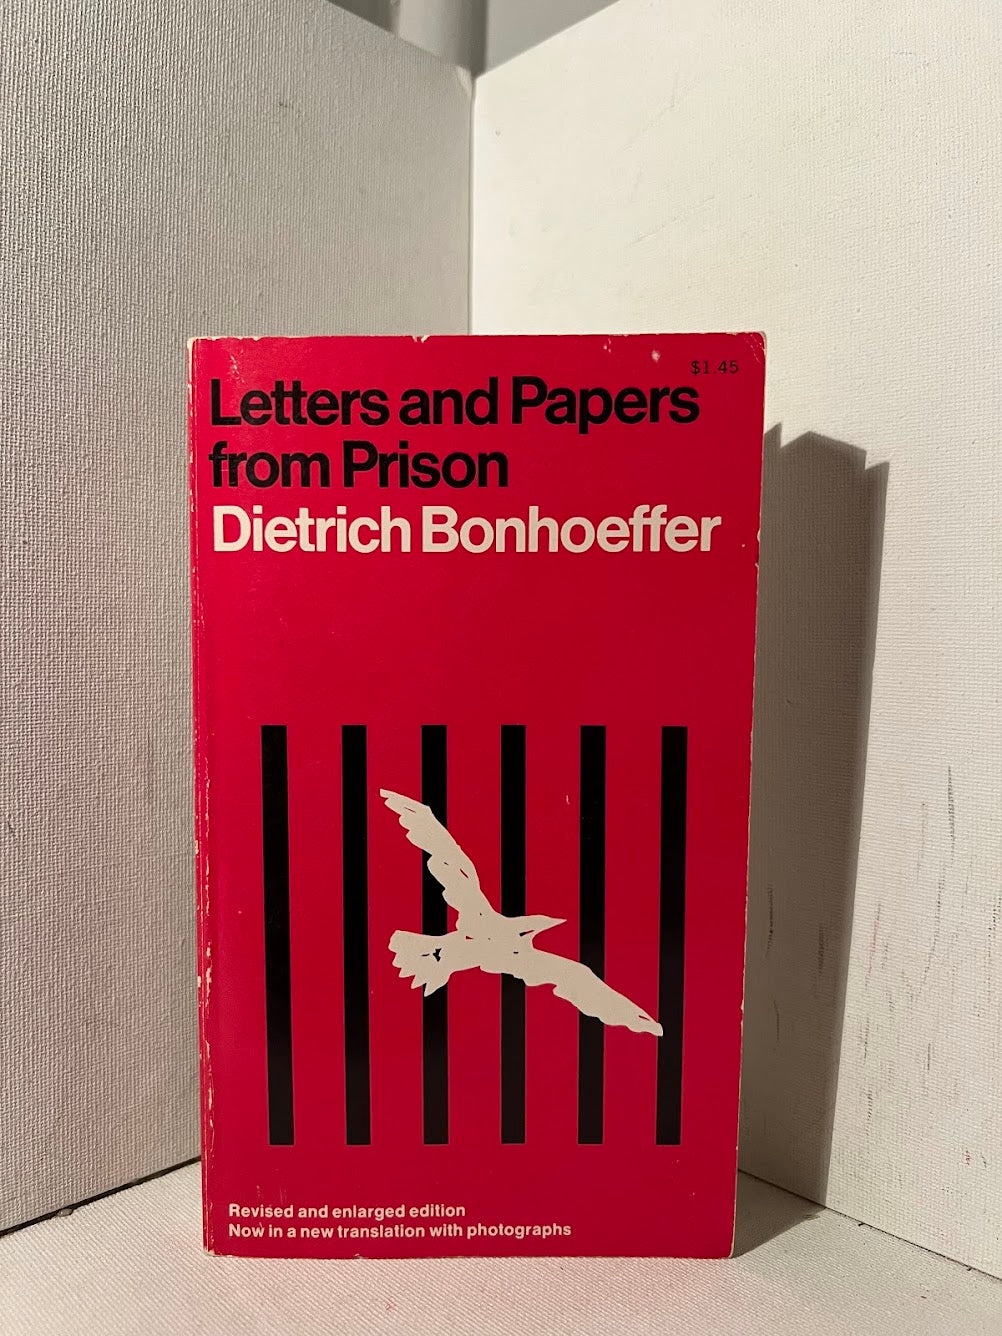 $1.45
Letters and Papers
from Prison
Dietrich Bonhoeffer
Revised and enlarged edition
Now in a new translation with photographs